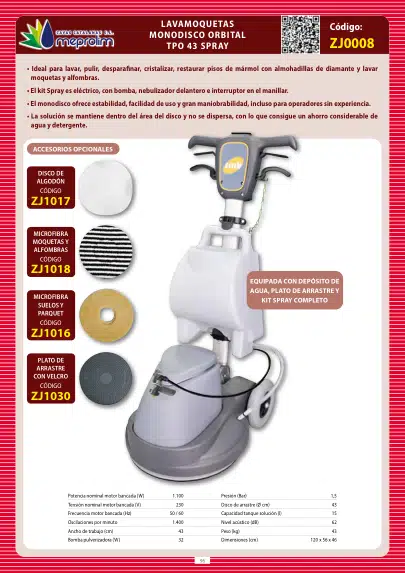 CAVAS CATALANAS S.L.
meprolim
LAVAMOQUETAS
MONODISCO ORBITAL
TPO 43 SPRAY
Código:
ZJ0008
• Ideal para lavar, pulir, desparafinar, cristalizar, restaurar pisos de mármol con almohadillas de diamante y lavar
moquetas y alfombras.
• El kit Spray es eléctrico, con bomba, nebulizador delantero e interruptor en el manillar.
• El monodisco ofrece estabilidad, facilidad de uso y gran maniobrabilidad, incluso para operadores sin experiencia.
• La solución se mantiene dentro del área del disco y no se dispersa, con lo que consigue un ahorro considerable de
agua y detergente.
ACCESORIOS OPCIONALES
DISCO DE
ALGODÓN
CÓDIGO
ZJ1017
MICROFIBRA
MOQUETAS Y
ALFOMBRAS
CÓDIGO
ZJ1018
MICROFIBRA
SUELOS Y
PARQUET
CÓDIGO
ZJ1016
PLATO DE
ARRASTRE
CON VELCRO
CÓDIGO
ZJ1030
EQUIPADA CON DEPÓSITO DE
AGUA, PLATO DE ARRASTRE Y
KIT SPRAY COMPLETO
Potencia nominal motor bancada (W) 1.100
Tensión nominal motor bancada (V) 230
Frecuencia motor bancada (Hz) 50 / 60
Oscilaciones por minuto 1.400
Ancho de trabajo (cm) 43
Bomba pulverizadora (W) 32
Presión (Bar) 1,5
Disco de arrastre (Ø cm) 43
Capacidad tanque solución (l) 15
Nivel acústico (dB) 62
Peso (kg) 43
Dimensiones (cm) 120 x 56 x 46